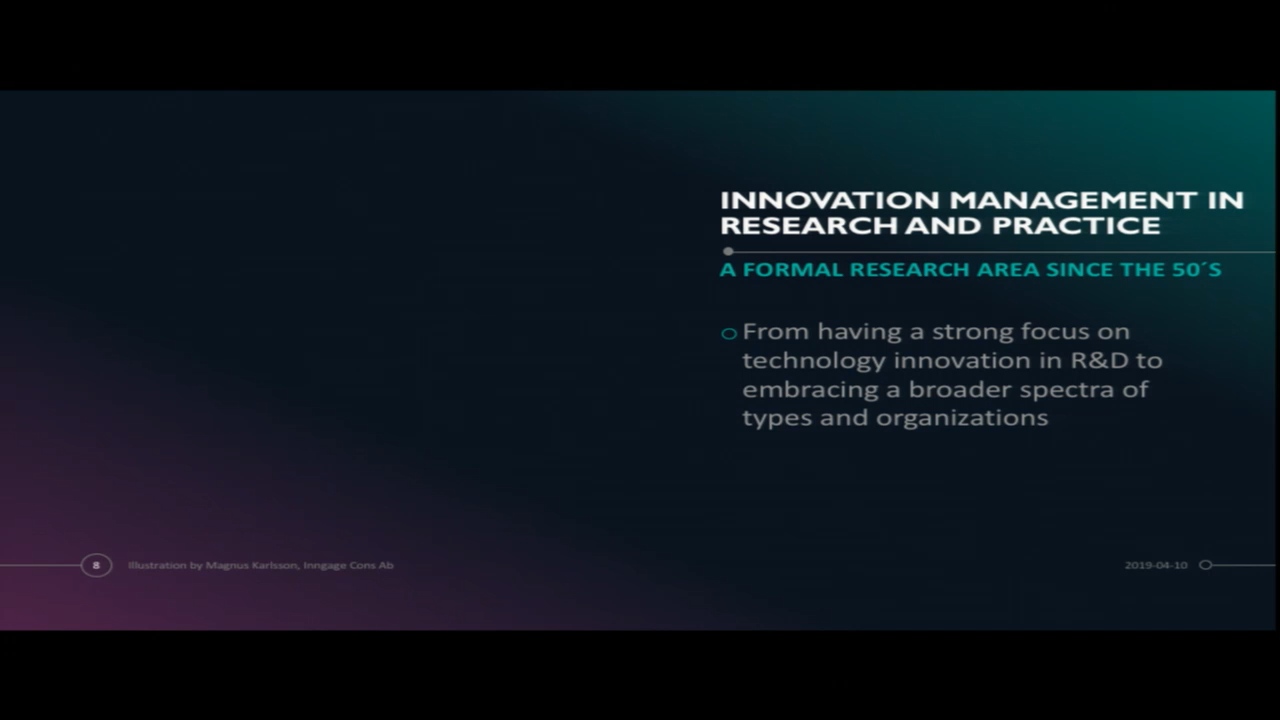 INNOVATION MANAGEMENT IN
RESEARCH AND PRACTICE
A FORMAL RESEARCH AREA SINCE THE 50´S
From having a strong focus on
technology innovation in R&D to
embracing a broader spectra of
types and organizations
8
Illustration by Magnus Karlsson, Inngage Cons Ab
2019-04-10